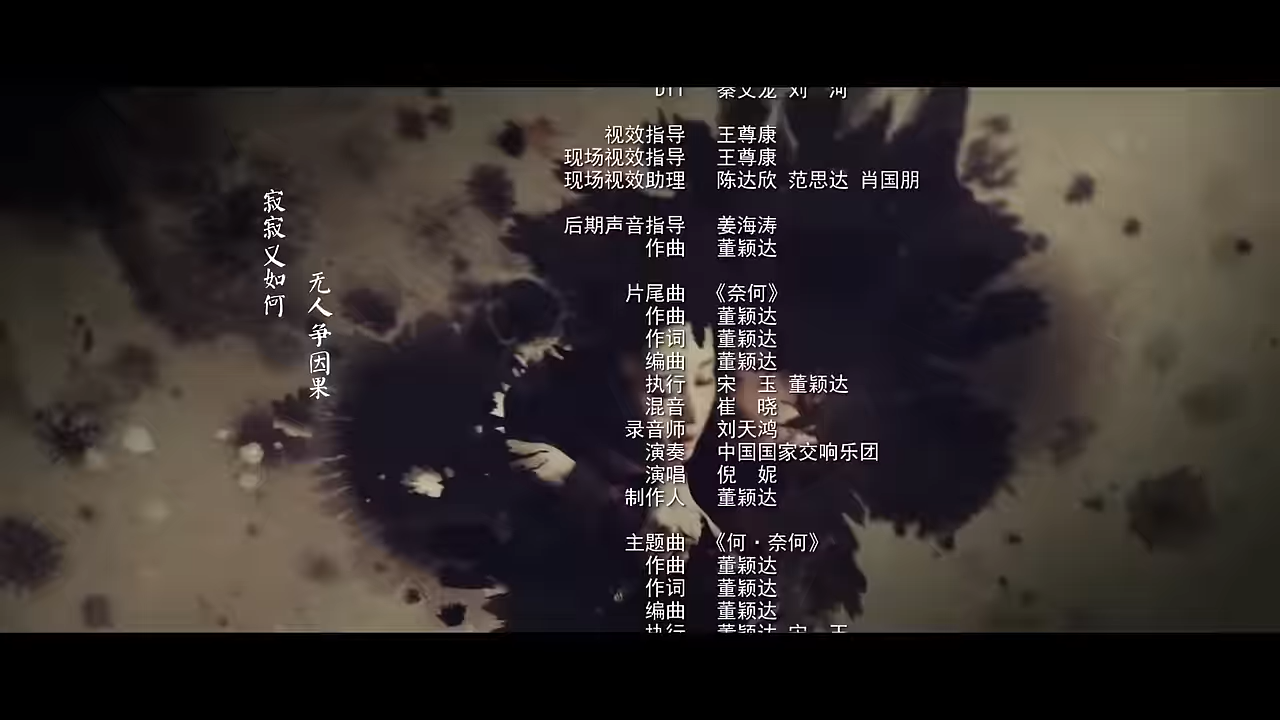 视效指导 王尊康
现场视效指导 王尊康
现场视效助理 陈达欣 范思达 肖国朋
后期声音指导 姜海涛
作曲 董颖达
片尾曲 《奈何》
作曲 董颖达
作词 董颖达
编曲 董颖达
执行 宋 玉 董颖达
混音 崔 晓
录音师 刘天鸿
演奏 中国国家交响乐团
演唱 倪 妮
制作人 董颖达
主题曲 《何·奈何》
作曲 董颖达
作词 董颖达
编曲 董颖达
寂寂又如何
无人争因果